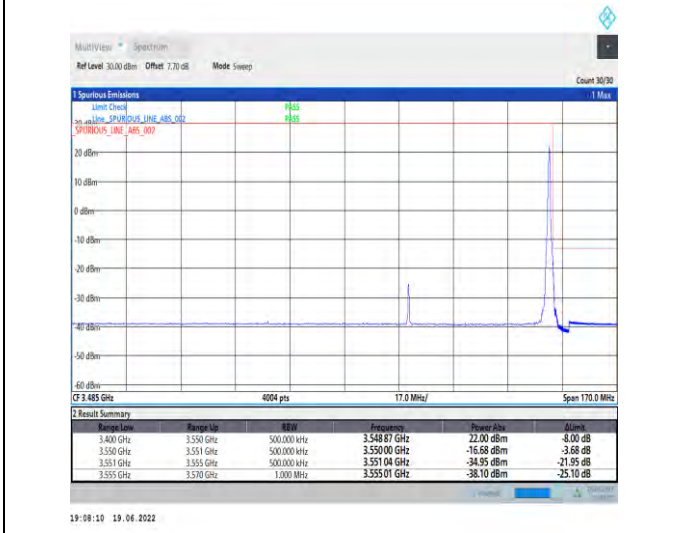 MultiView Spectrum
Ref Level 30.00 dBm Offset 7.70 dB Mode Sweep
Count 30/30
1 Spurious Emissions 1 Max
Limit Check PASS
Line _SPURIOUS_LINE_ABS_002 PASS
_SPURIOUS_LINE_ABS_002
20 dBm
10 dBm
0 dBm
-10 dBm
-20 dBm
-30 dBm
-40 dBm
-50 dBm
-60 dBm
CF 3.485 GHz 4004 pts 17.0 MHz/ Span 170.0 MHz
2 Result Summary
Range Low Range Up RBW Frequency Power Abs ΔLimit
3.400 GHz 3.550 GHz 500.000 kHz 3.548 87 GHz 22.00 dBm -8.00 dB
3.550 GHz 3.551 GHz 500.000 kHz 3.550 00 GHz -16.68 dBm -3.68 dB
3.551 GHz 3.555 GHz 500.000 kHz 3.551 04 GHz -34.95 dBm -21.95 dB
3.555 GHz 3.570 GHz 1.000 MHz 3.555 01 GHz -38.10 dBm -25.10 dB
19:08:10 19.06.2022